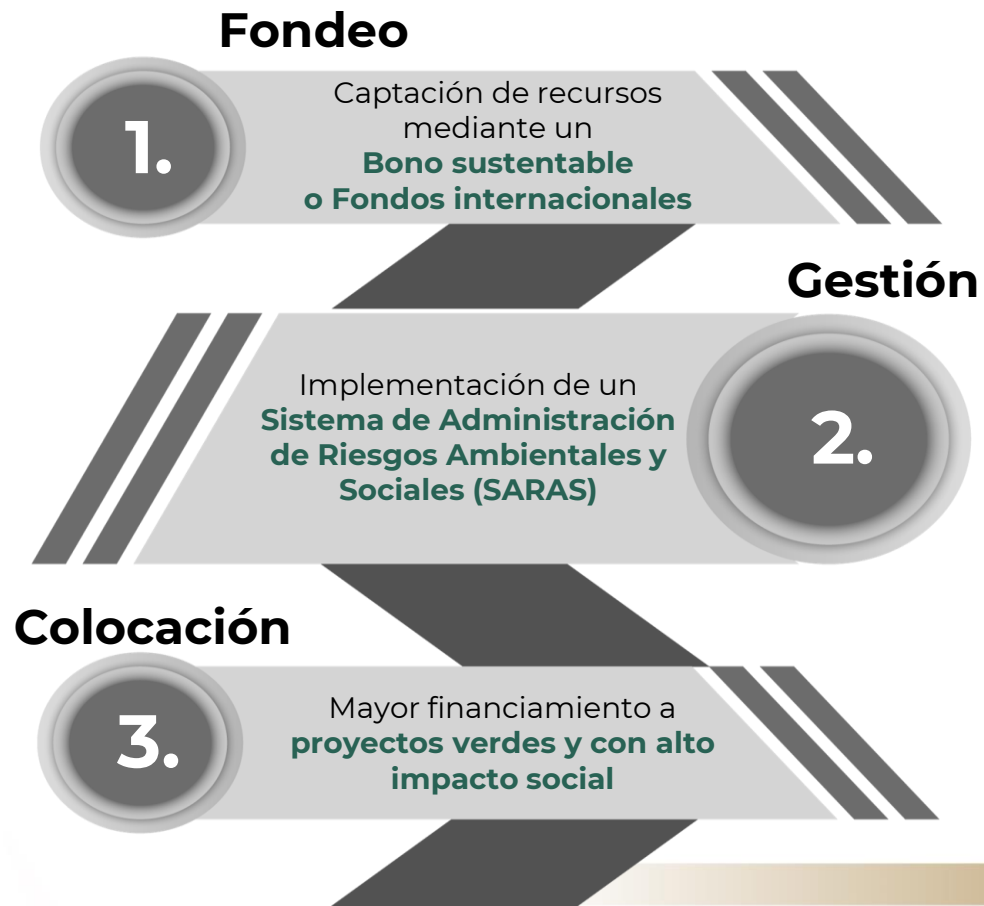 Fondeo
1.
Captación de recursos
mediante un
Bono sustentable
o Fondos internacionales
Gestión
2.
Implementación de un
Sistema de Administración
de Riesgos Ambientales y
Sociales (SARAS)
Colocación
3.
Mayor financiamiento a
proyectos verdes y con alto
impacto social